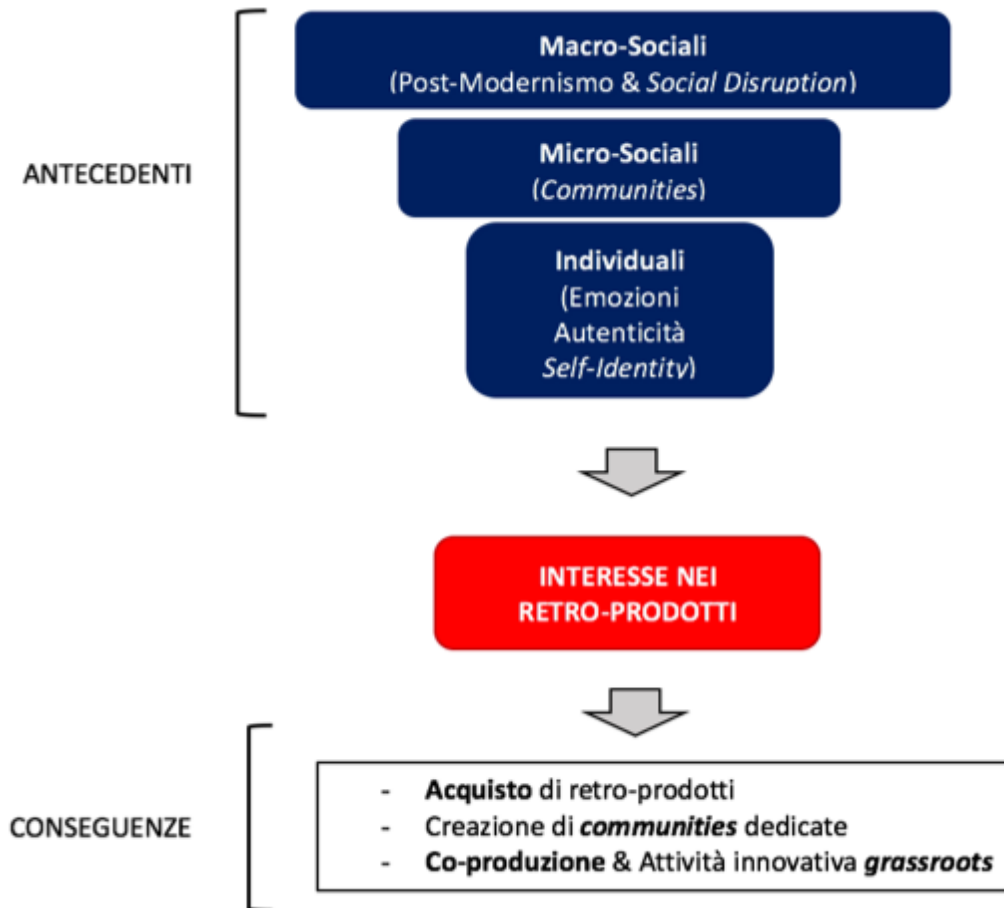 Macro-Sociali
(Post-Modernismo & Social Disruption)
Micro-Sociali
(Communities)
ANTECEDENTI
Individuali
(Emozioni
Autenticità
Self-Identity)
INTERESSE NEI
RETRO-PRODOTTI
CONSEGUENZE
- Acquisto di retro-prodotti
- Creazione di communities dedicate
- Co-produzione & Attività innovativa grassroots